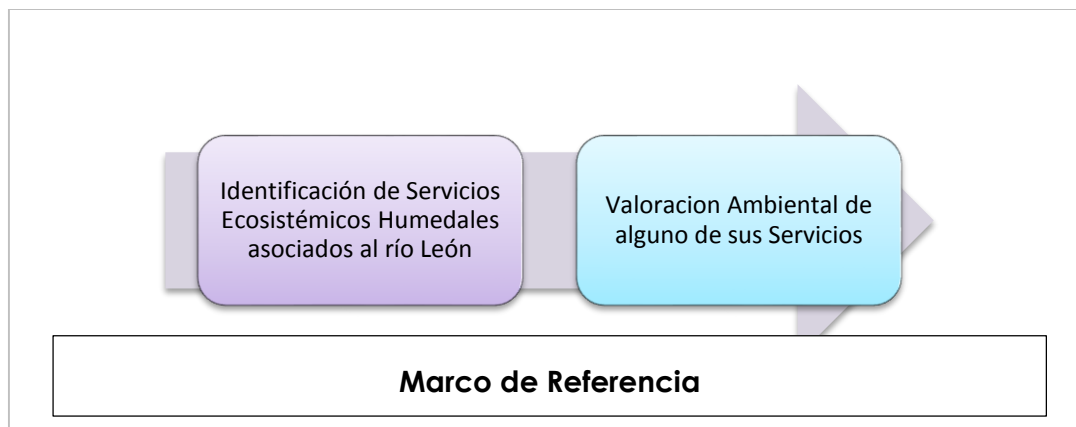 Identificación de Servicios
Ecosistémicos Humedales
asociados al río León
Valoracion Ambiental de
alguno de sus Servicios
Marco de Referencia